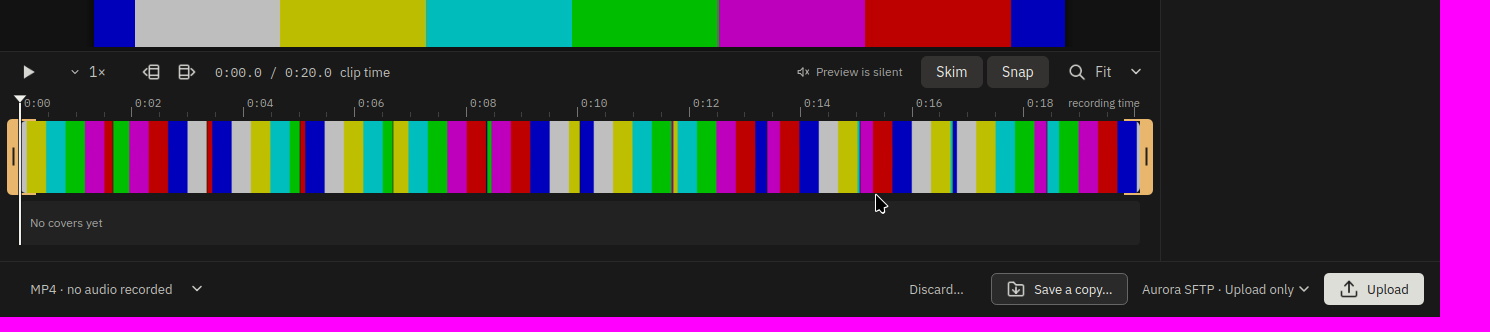 1×
0:00.0 / 0:20.0 clip time
Preview is silent
Skim
Snap
Fit
0:00 0:02 0:04 0:06 0:08 0:10 0:12 0:14 0:16 0:18 recording time
No covers yet
MP4 · no audio recorded
Discard...
Save a copy...
Aurora SFTP · Upload only
Upload